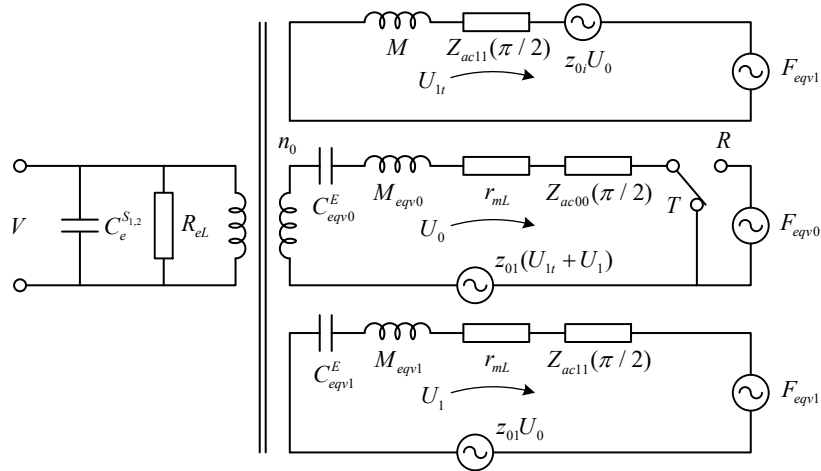 M
Z_{ac11}(π / 2)
z_{0i}U_0
U_{1t}
F_{eqv1}
n_0
R
C^E_{eqv0}
M_{eqv0}
r_{mL}
Z_{ac00}(π / 2)
T
V
C_e^{S_{1,2}}
R_{eL}
U_0
F_{eqv0}
z_{01}(U_{1t} + U_1)
C^E_{eqv1}
M_{eqv1}
r_{mL}
Z_{ac11}(π / 2)
U_1
F_{eqv1}
z_{01}U_0